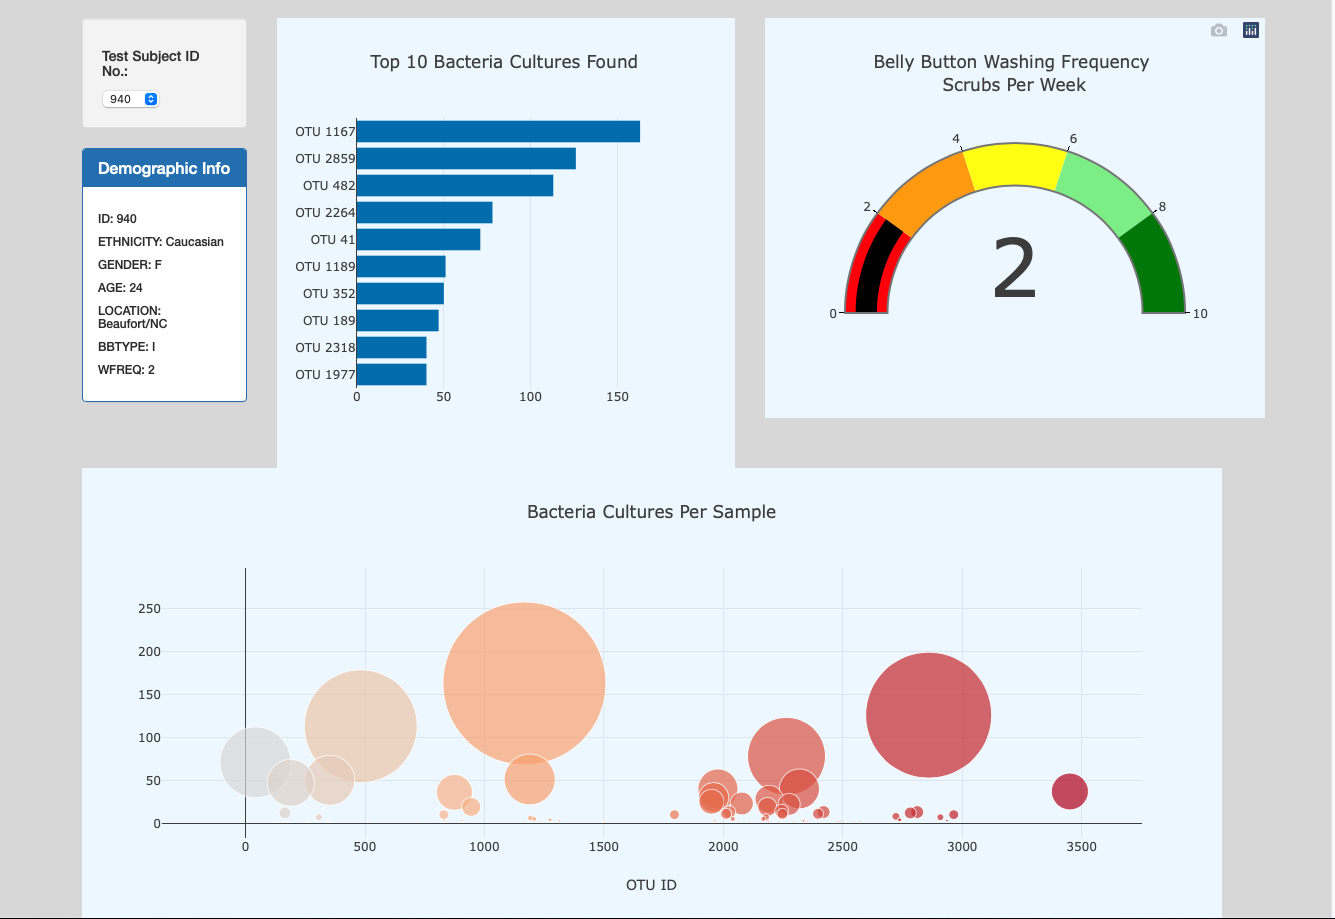 Test Subject ID
No.:
940
Demographic Info
ID: 940
ETHNICITY: Caucasian
GENDER: F
AGE: 24
LOCATION:
Beaufort/NC
BBTYPE: I
WFREQ: 2
Top 10 Bacteria Cultures Found
OTU 1167
OTU 2859
OTU 482
OTU 2264
OTU 41
OTU 1189
OTU 352
OTU 189
OTU 2318
OTU 1977
0 50 100 150
Belly Button Washing Frequency
Scrubs Per Week
4 6
2 8
2
0 10
Bacteria Cultures Per Sample
250
200
150
100
50
0
0 500 1000 1500 2000 2500 3000 3500
OTU ID